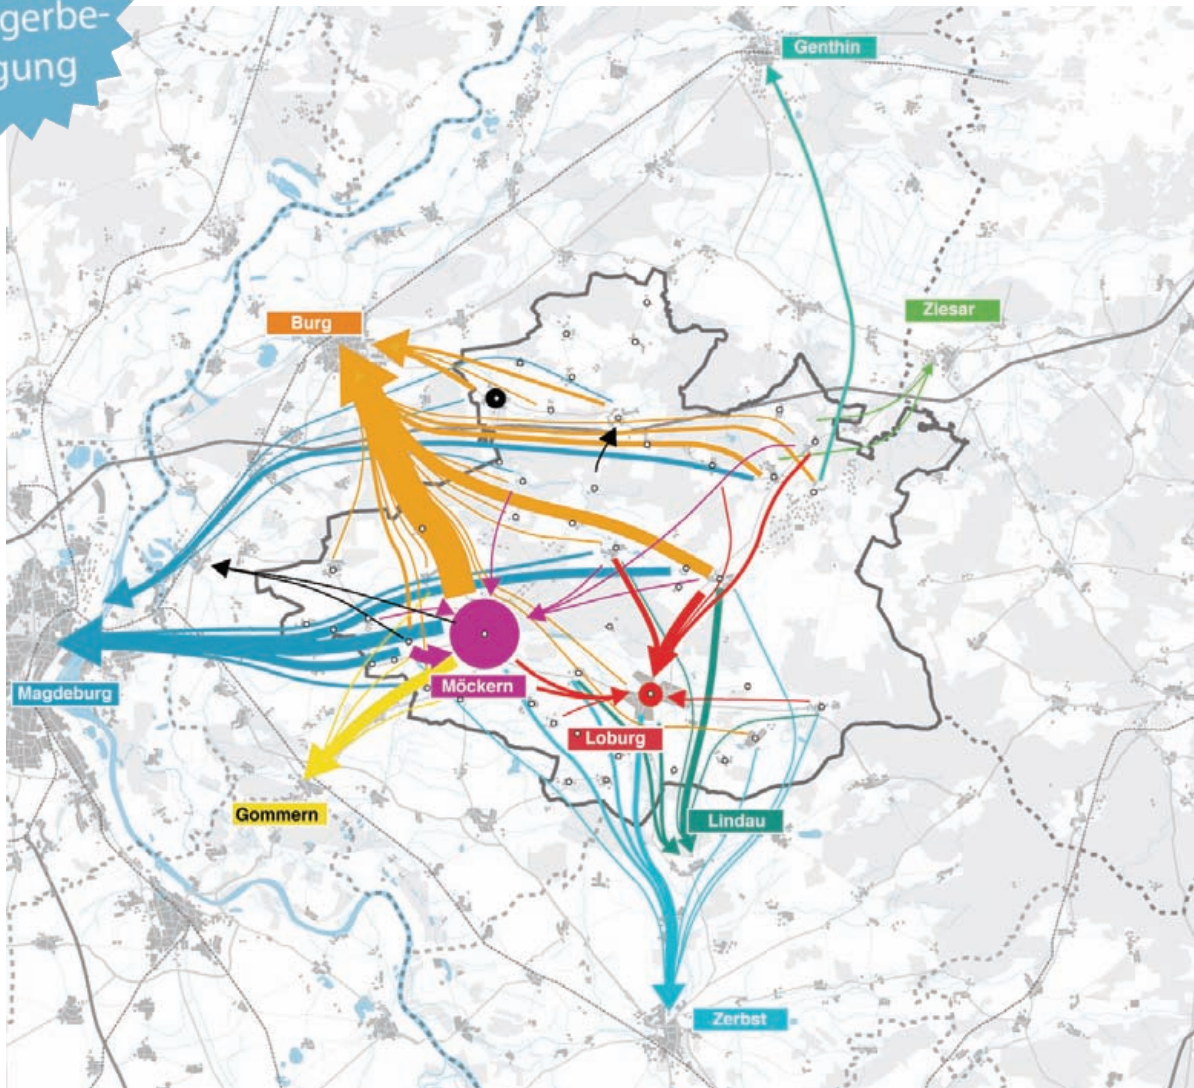 gerbe-
gung
Genthin
Ziesar
Burg
Magdeburg
Möckern
Loburg
Gommern
Lindau
Zerbst